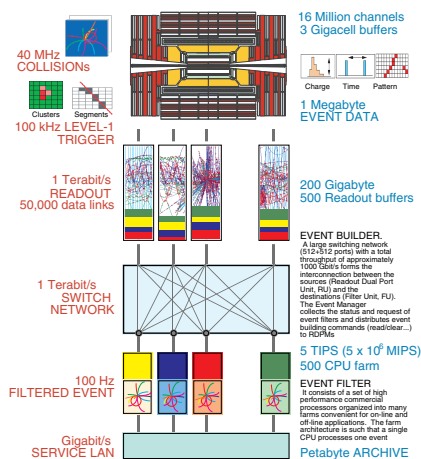 16 Million channels
3 Gigacell buffers
40 MHz
COLLISIONs
Charge Time Pattern
Clusters Segments
1 Megabyte
EVENT DATA
100 kHz LEVEL-1
TRIGGER
1 Terabit/s
READOUT
50,000 data links
200 Gigabyte
500 Readout buffers
EVENT BUILDER.
A large switching network
(512+512 ports) with a total
throughput of approximately
1000 Gbit/s forms the
interconnection between the
sources (Readout Dual Port
Unit, RU) and the
destinations (Filter Unit, FU).
The Event Manager
collects the status and request of
event filters and distributes event
building commands (read/clear...)
to RDPMs
1 Terabit/s
SWITCH
NETWORK
5 TIPS (5 x 10⁶ MIPS)
500 CPU farm
100 Hz
FILTERED EVENT
EVENT FILTER
It consists of a set of high
performance commercial
processors organized into many
farms convenient for on-line and
off-line applications. The farm
architecture is such that a single
CPU processes one event
Gigabit/s
SERVICE LAN
Petabyte ARCHIVE